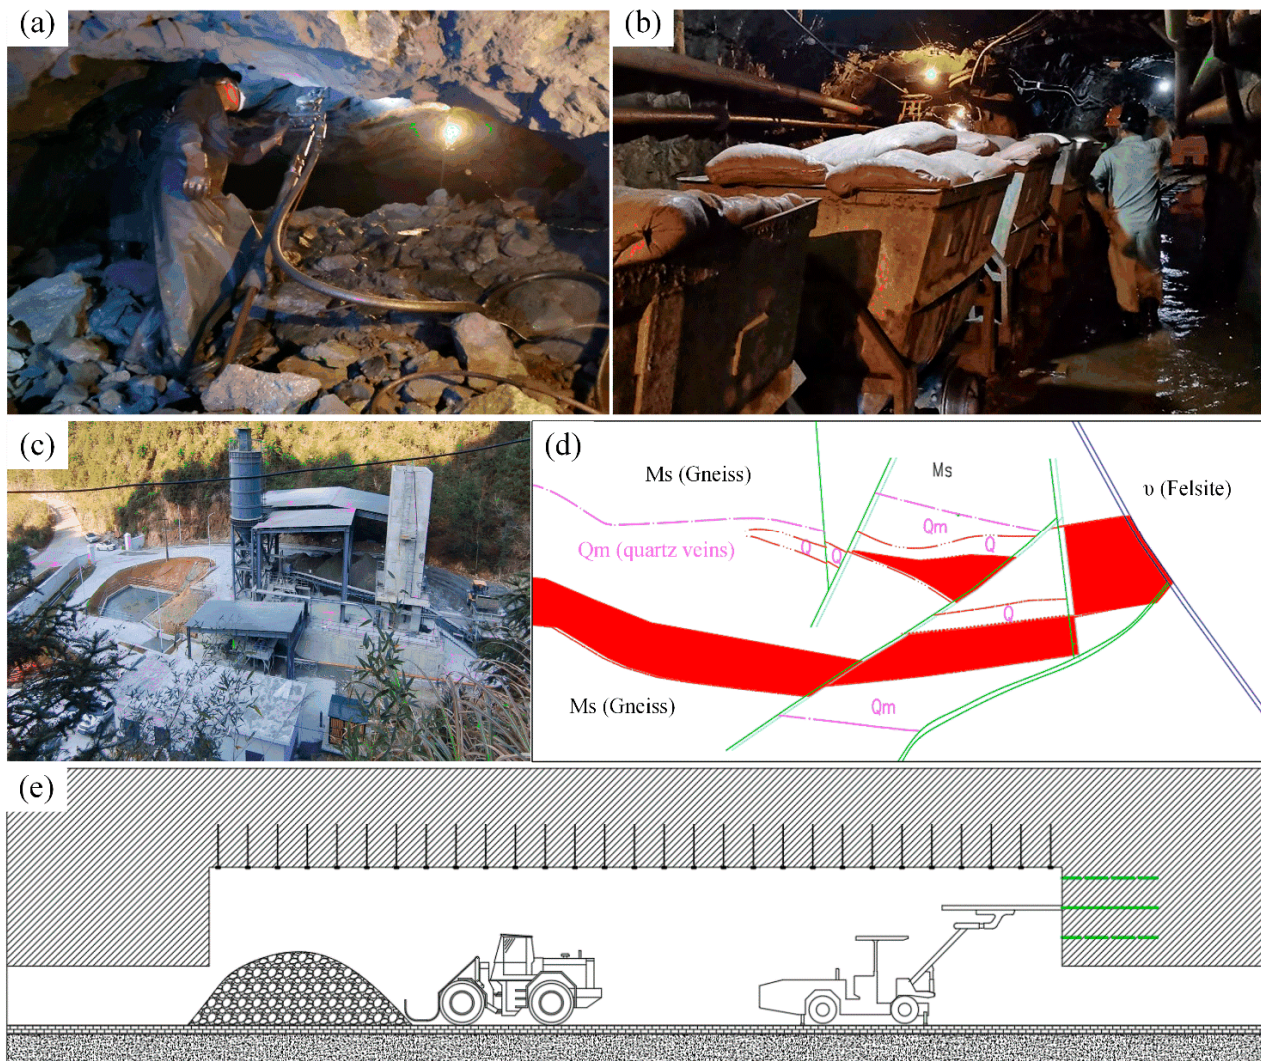 (a)
(b)
(c)
(d)
Ms (Gneiss)
Ms
υ (Felsite)
Qm
Qm (quartz veins)
Q
Q
Q
Q
Ms (Gneiss)
Qm
(e)